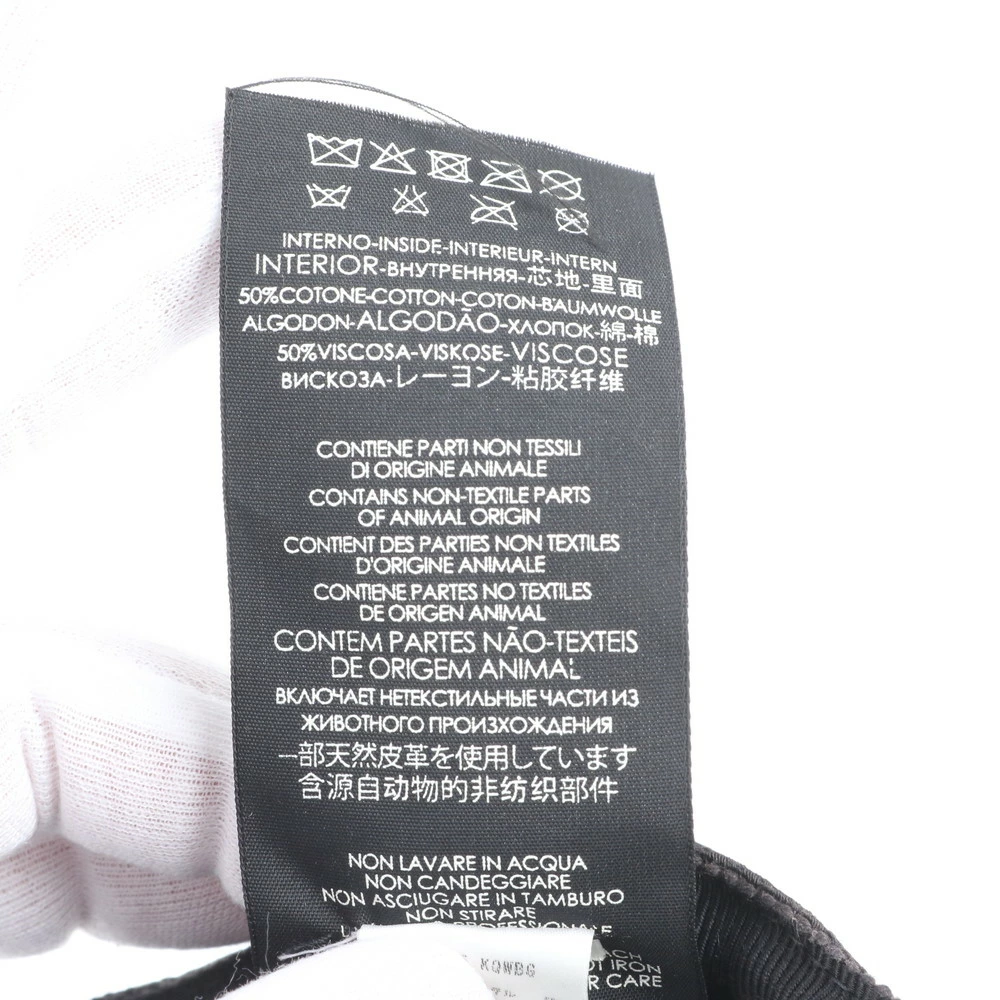 INTERNO-INSIDE-INTERIEUR-INTERN
INTERIOR-ВНУТРЕННЯЯ-芯地-里面
50%COTONE-COTTON-COTON-BAUMWOLLE
ALGODON-ALGODÃO-ХЛОПОК-綿-棉
50%VISCOSA-VISKOSE-VISCOSE
ВИСКОЗА-レーヨン-粘胶纤维
CONTIENE PARTI NON TESSILI
DI ORIGINE ANIMALE
CONTAINS NON-TEXTILE PARTS
OF ANIMAL ORIGIN
CONTIENT DES PARTIES NON TEXTILES
D'ORIGINE ANIMALE
CONTIENE PARTES NO TEXTILES
DE ORIGEN ANIMAL
CONTEM PARTES NÃO-TEXTEIS
DE ORIGEM ANIMAL
ВКЛЮЧАЕТ НЕТЕКСТИЛЬНЫЕ ЧАСТИ ИЗ
ЖИВОТНОГО ПРОИЗХОЖДЕНИЯ
一部天然皮革を使用しています
含源自动物的非纺织部件
NON LAVARE IN ACQUA
NON CANDEGGIARE
NON ASCIUGARE IN TAMBURO
NON STIRARE
PROFESSIONALE
KQWBG
IRON
CARE